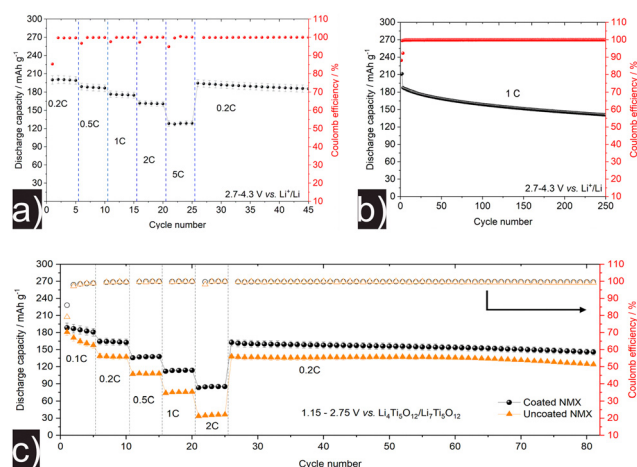 300
270
240
210
180
150
120
90
60
30
0
Discharge capacity / mAh g⁻¹
0.2C
0.5C
1C
2C
5C
0.2C
2.7-4.3 V vs. Li⁺/Li
110
100
90
80
70
60
50
40
30
20
10
Coulomb efficiency / %
0 5 10 15 20 25 30 35 40 45
Cycle number
a)
300
270
240
210
180
150
120
90
60
30
0
Discharge capacity / mAh g⁻¹
1 C
2.7-4.3 V vs. Li⁺/Li
110
100
90
80
70
60
50
40
30
20
10
Coulomb efficiency / %
0 50 100 150 200 250
Cycle number
b)
300
270
240
210
180
150
120
90
60
30
0
Discharge capacity / mAh g⁻¹
0.1C
0.2C
0.5C
1C
2C
0.2C
1.15 - 2.75 V vs. Li₄Ti₅O₁₂/Li₇Ti₅O₁₂
Coated NMX
Uncoated NMX
110
100
90
80
70
60
50
40
30
20
10
Coulomb efficiency / %
0 10 20 30 40 50 60 70 80
Cycle number
c)